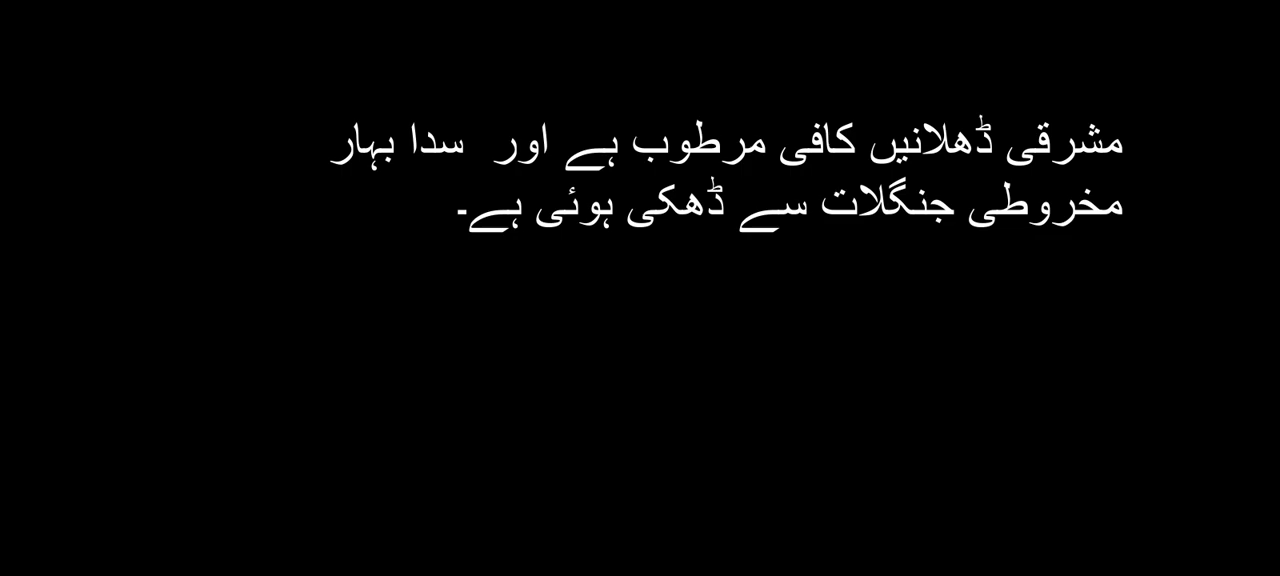 مشرقی ڈھلانیں کافی مرطوب ہے اور سدا بہار
مخروطی جنگلات سے ڈھکی ہوئی ہے۔